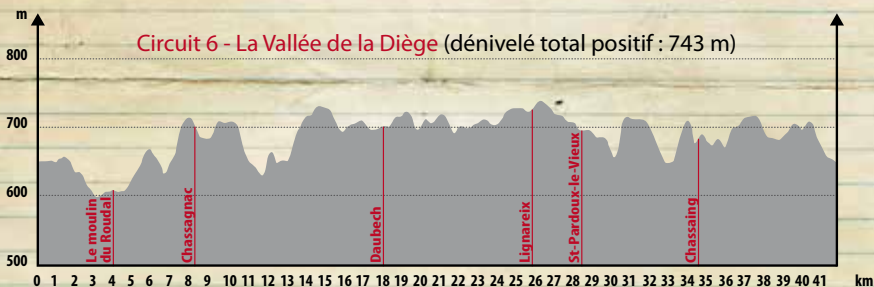 m
Circuit 6 - La Vallée de la Diège (dénivelé total positif : 743 m)
800
700
600
500
Le moulin
du Roudal
Chassagnac
Daubech
Lignareix
St-Pardoux-le-Vieux
Chassaing
0 1 2 3 4 5 6 7 8 9 10 11 12 13 14 15 16 17 18 19 20 21 22 23 24 25 26 27 28 29 30 31 32 33 34 35 36 37 38 39 40 41 km